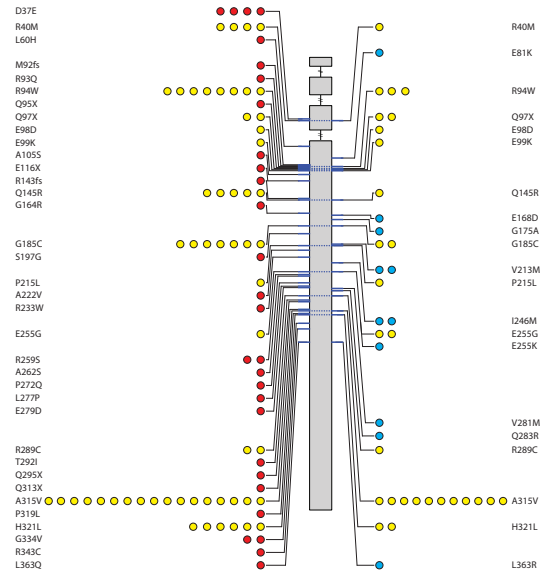 D37E
R40M
L60H
M92fs
R93Q
R94W
Q95X
Q97X
E98D
E99K
A105S
E116X
R143fs
Q145R
G164R
G185C
S197G
P215L
A222V
R233W
E255G
R259S
A262S
P272Q
L277P
E279D
R289C
T292I
Q295X
Q313X
A315V
P319L
H321L
G334V
R343C
L363Q
R40M
E81K
R94W
Q97X
E98D
E99K
Q145R
E168D
G175A
G185C
V213M
P215L
I246M
E255G
E255K
V281M
Q283R
R289C
A315V
H321L
L363R